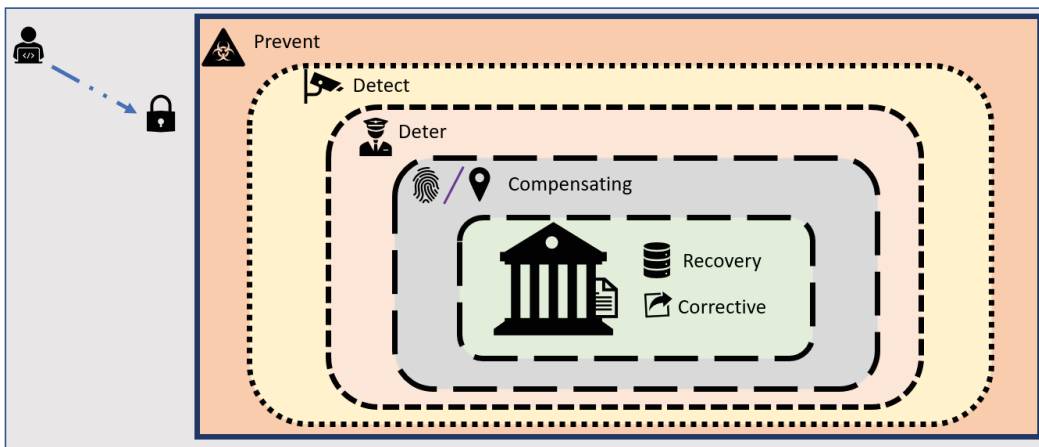 Prevent
Detect
Deter
Compensating
Recovery
Corrective